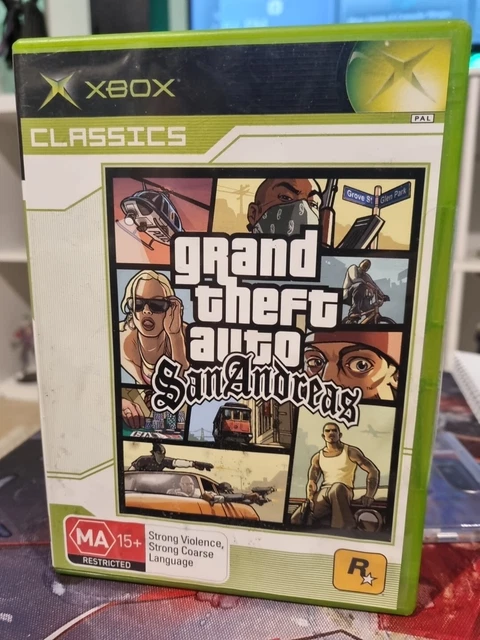 XBOX
PAL
CLASSICS
Grove St Glen Park
grand
theft
auto
San Andreas
MA 15+
RESTRICTED
Strong Violence,
Strong Coarse
Language
R